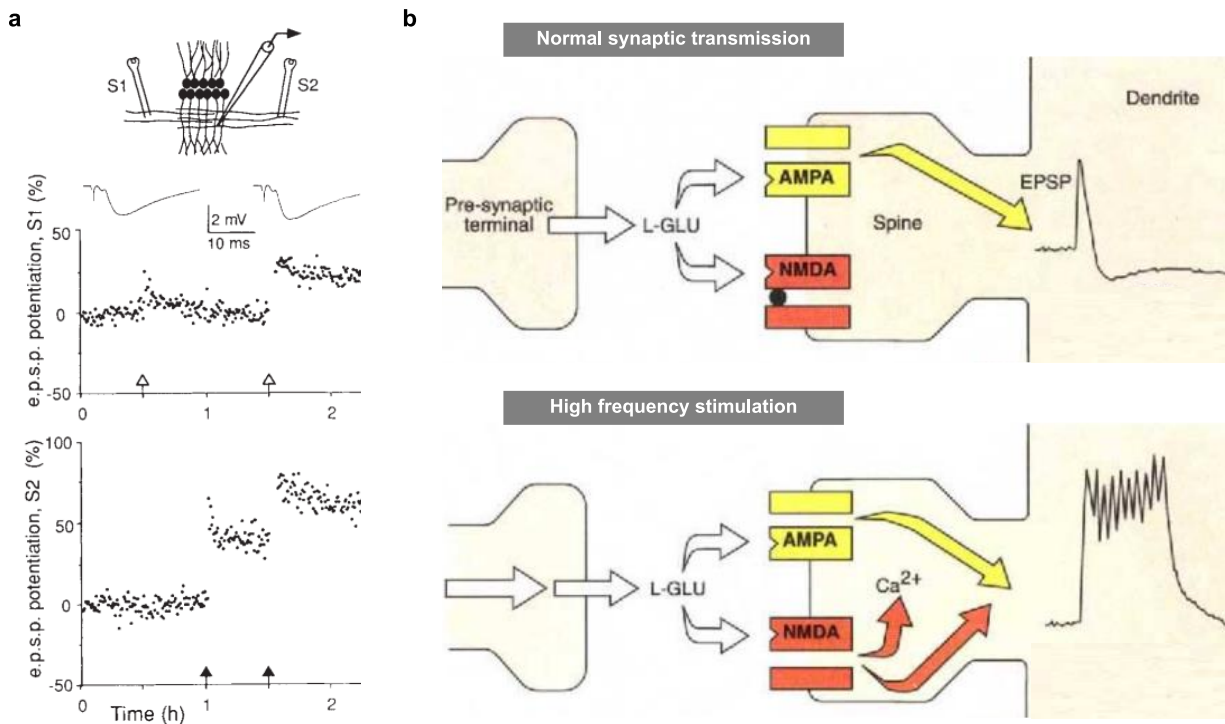 a
S1
S2
2 mV
10 ms
e.p.s.p. potentiation, S1 (%)
50
0
-50
0
1
2
e.p.s.p. potentiation, S2 (%)
100
50
0
-50
0
1
2
Time (h)
b
Normal synaptic transmission
Dendrite
Pre-synaptic
terminal
L-GLU
AMPA
NMDA
Spine
EPSP
High frequency stimulation
L-GLU
AMPA
NMDA
Ca2+